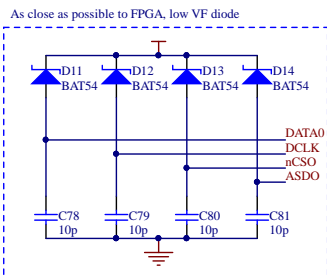 As close as possible to FPGA, low VF diode
D11 D12 D13 D14
BAT54 BAT54 BAT54 BAT54
DATA0
DCLK
nCSO
ASDO
C78 C79 C80 C81
10p 10p 10p 10p